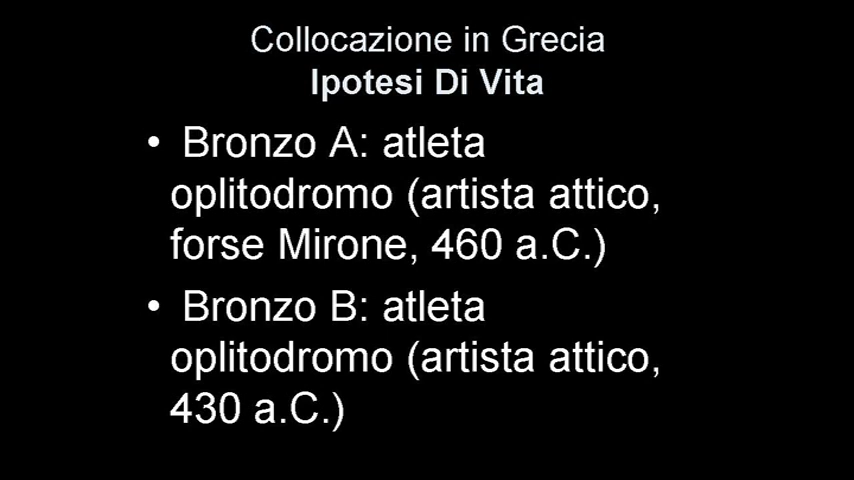 Collocazione in Grecia
Ipotesi Di Vita
• Bronzo A: atleta
oplitodromo (artista attico,
forse Mirone, 460 a.C.)
• Bronzo B: atleta
oplitodromo (artista attico,
430 a.C.)